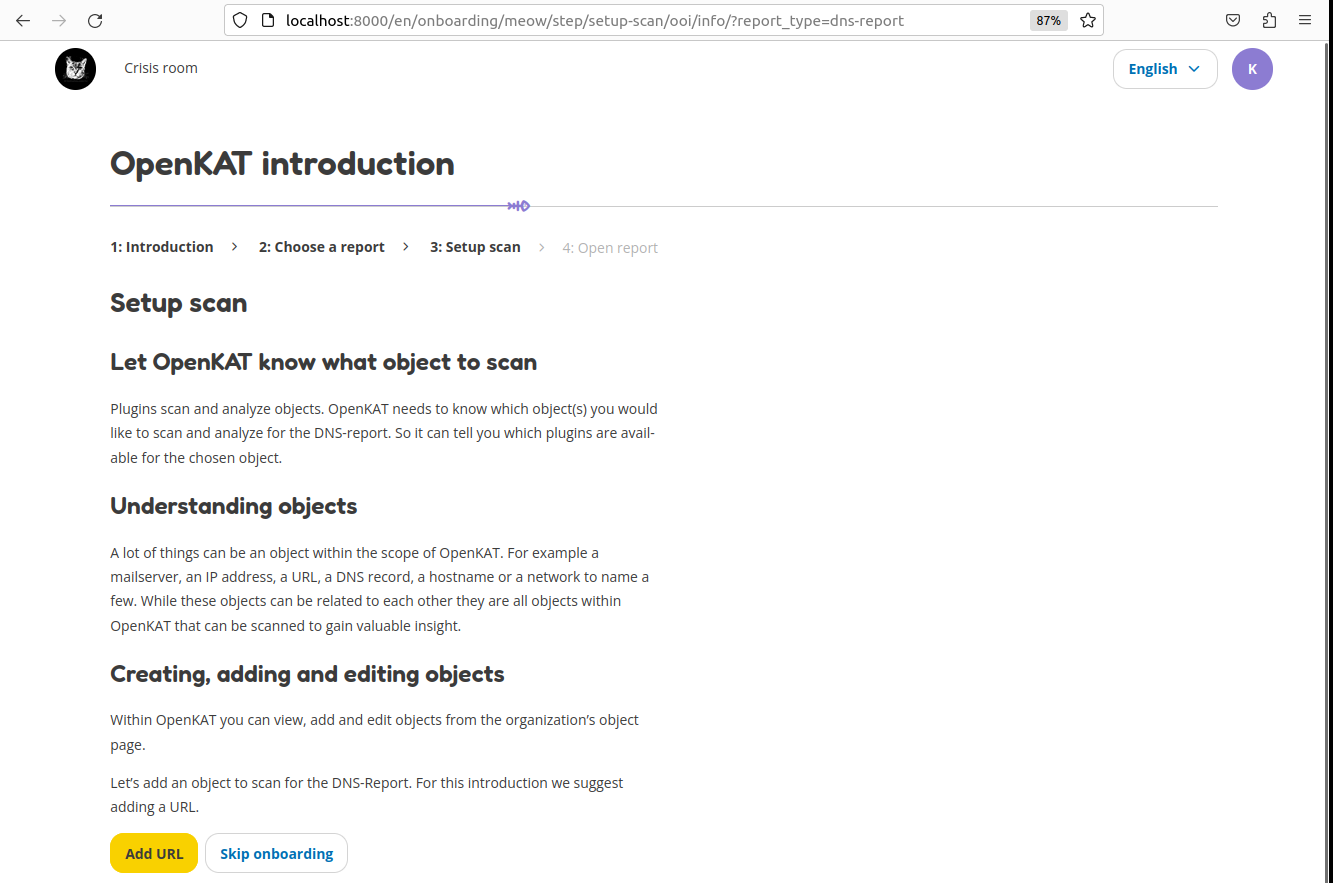 localhost:8000/en/onboarding/meow/step/setup-scan/ooi/info/?report_type=dns-report
87%
Crisis room
English
K
OpenKAT introduction
1: Introduction
2: Choose a report
3: Setup scan
4: Open report
Setup scan
Let OpenKAT know what object to scan
Plugins scan and analyze objects. OpenKAT needs to know which object(s) you would
like to scan and analyze for the DNS-report. So it can tell you which plugins are avail-
able for the chosen object.
Understanding objects
A lot of things can be an object within the scope of OpenKAT. For example a
mailserver, an IP address, a URL, a DNS record, a hostname or a network to name a
few. While these objects can be related to each other they are all objects within
OpenKAT that can be scanned to gain valuable insight.
Creating, adding and editing objects
Within OpenKAT you can view, add and edit objects from the organization’s object
page.
Let’s add an object to scan for the DNS-Report. For this introduction we suggest
adding a URL.
Add URL
Skip onboarding